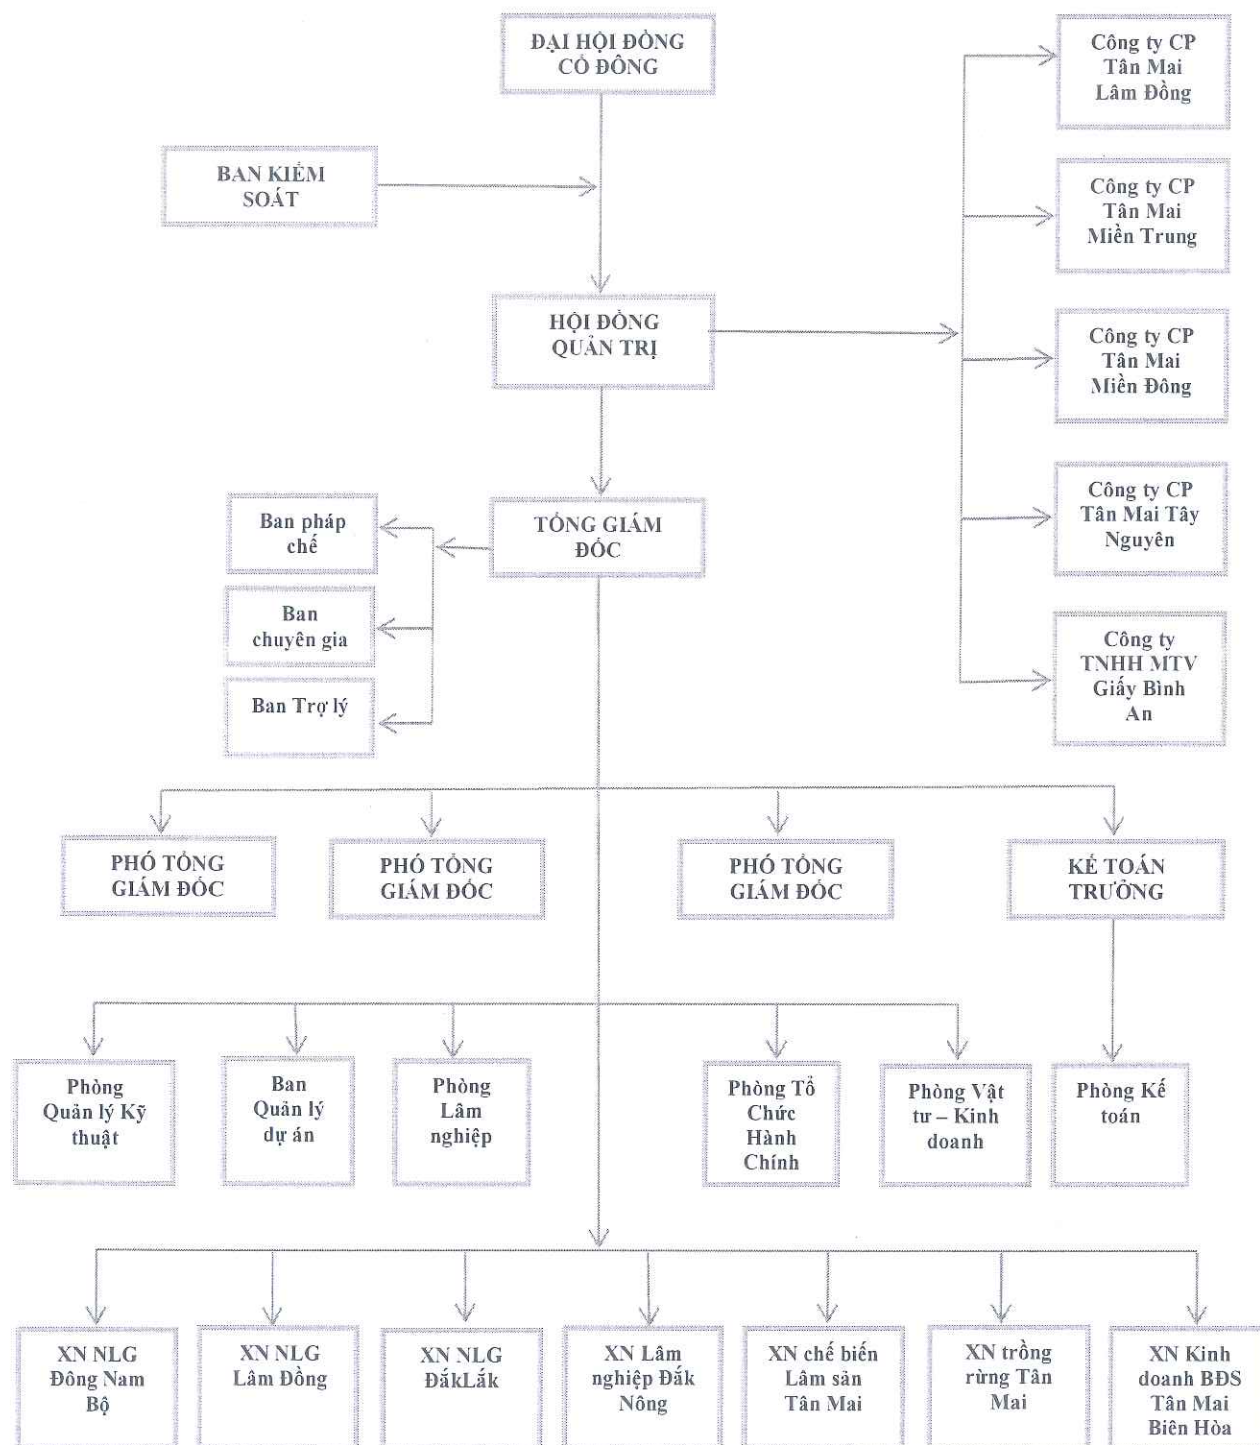 ĐẠI HỘI ĐỒNG
CỔ ĐÔNG
BAN KIỂM
SOÁT
HỘI ĐỒNG
QUẢN TRỊ
Công ty CP
Tân Mai
Lâm Đồng
Công ty CP
Tân Mai
Miền Trung
Công ty CP
Tân Mai
Miền Đông
Công ty CP
Tân Mai Tây
Nguyên
Công ty
TNHH MTV
Giấy Bình
An
TỔNG GIÁM
ĐỐC
Ban pháp
chế
Ban
chuyên gia
Ban Trợ lý
PHÓ TỔNG
GIÁM ĐỐC
PHÓ TỔNG
GIÁM ĐỐC
PHÓ TỔNG
GIÁM ĐỐC
KẾ TOÁN
TRƯỞNG
Phòng
Quản lý Kỹ
thuật
Ban
Quản lý
dự án
Phòng
Lâm
nghiệp
Phòng Tổ
Chức
Hành
Chính
Phòng Vật
tư – Kinh
doanh
Phòng Kế
toán
XN NLG
Đông Nam
Bộ
XN NLG
Lâm Đồng
XN NLG
ĐắkLắk
XN Lâm
nghiệp Đắk
Nông
XN chế biến
Lâm sản
Tân Mai
XN trồng
rừng Tân
Mai
XN Kinh
doanh BĐS
Tân Mai
Biên Hòa